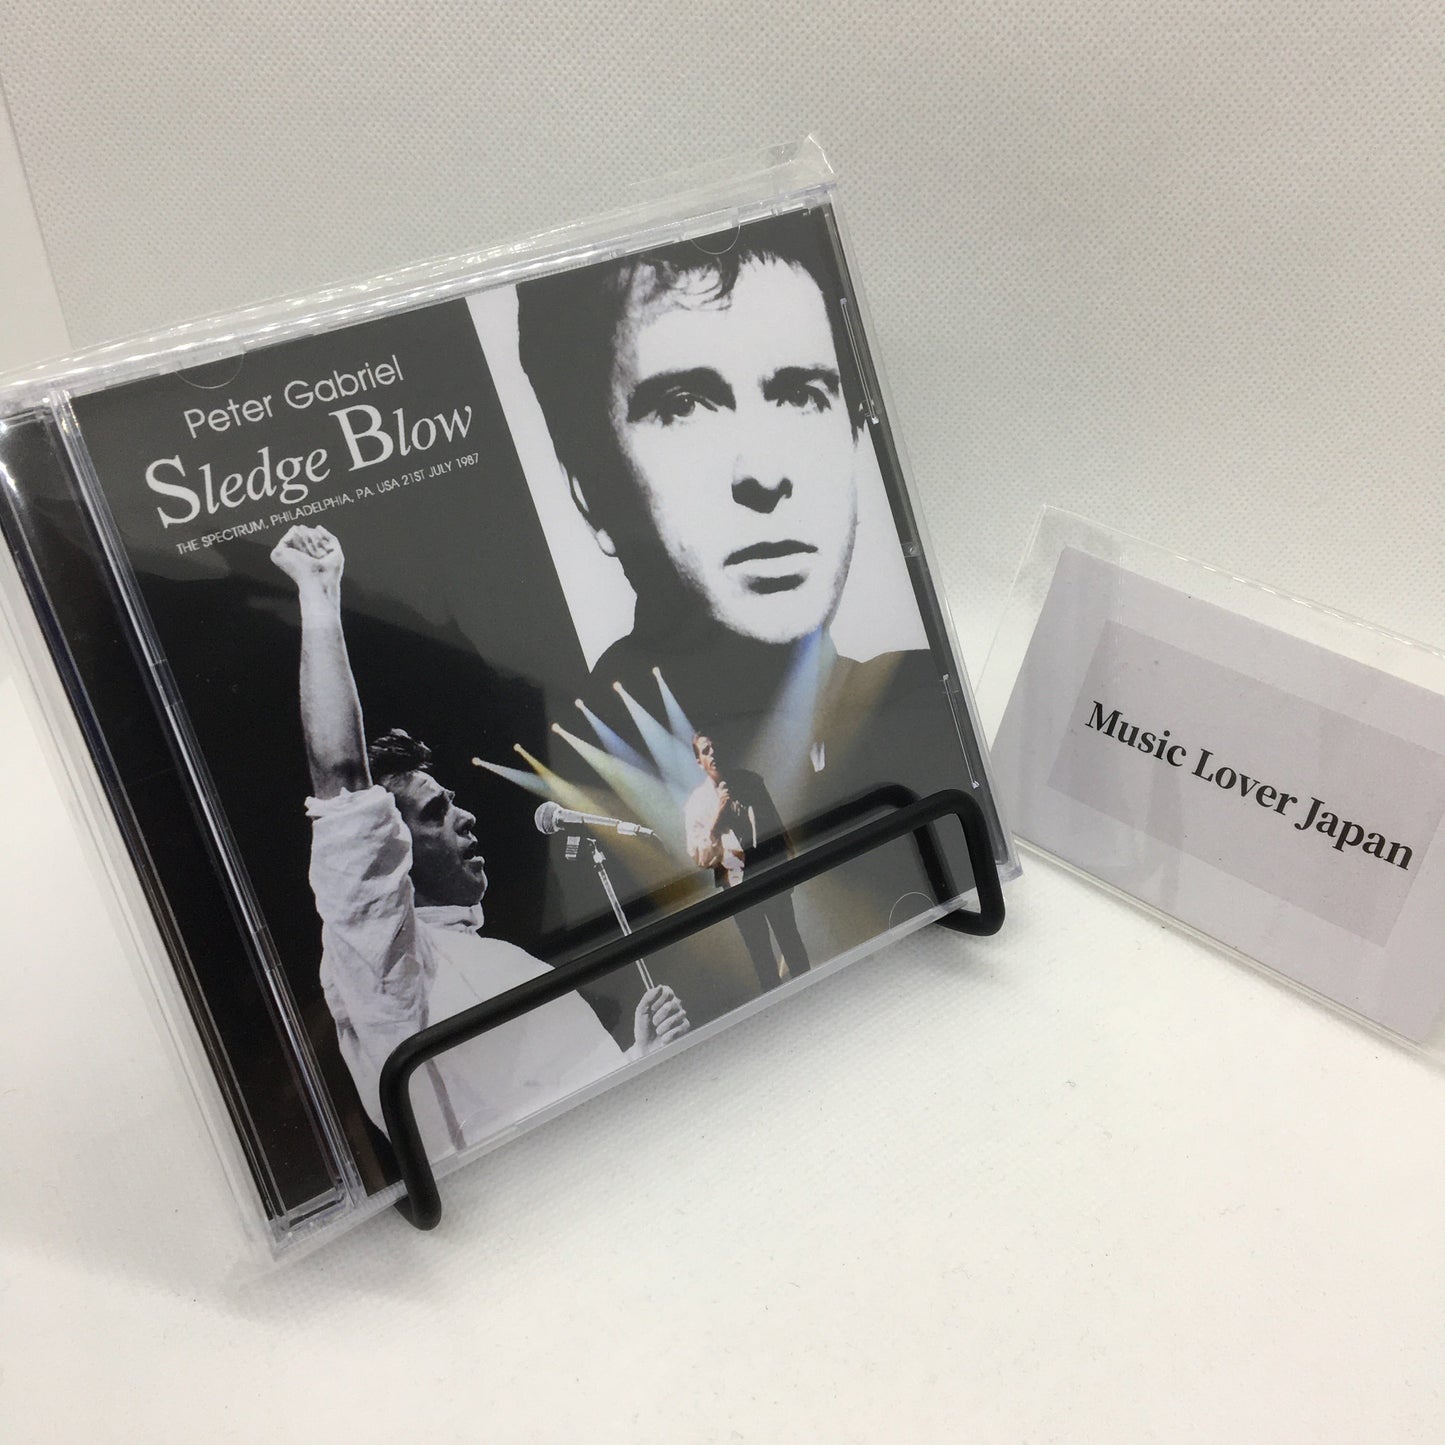 Peter Gabriel
Sledge Blow
THE SPECTRUM, PHILADELPHIA, PA. USA 21ST JULY 1987
Music Lover Japan